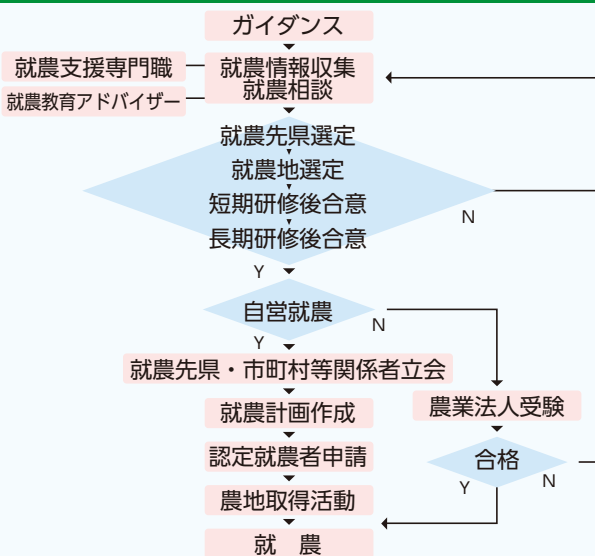 ガイダンス
就農支援専門職
就農情報収集
就農相談
就農教育アドバイザー
就農先県選定
就農地選定
短期研修後合意
N
長期研修後合意
Y
自営就農
N
Y
就農先県・市町村等関係者立会
就農計画作成
農業法人受験
認定就農者申請
合格
Y
N
農地取得活動
就　農